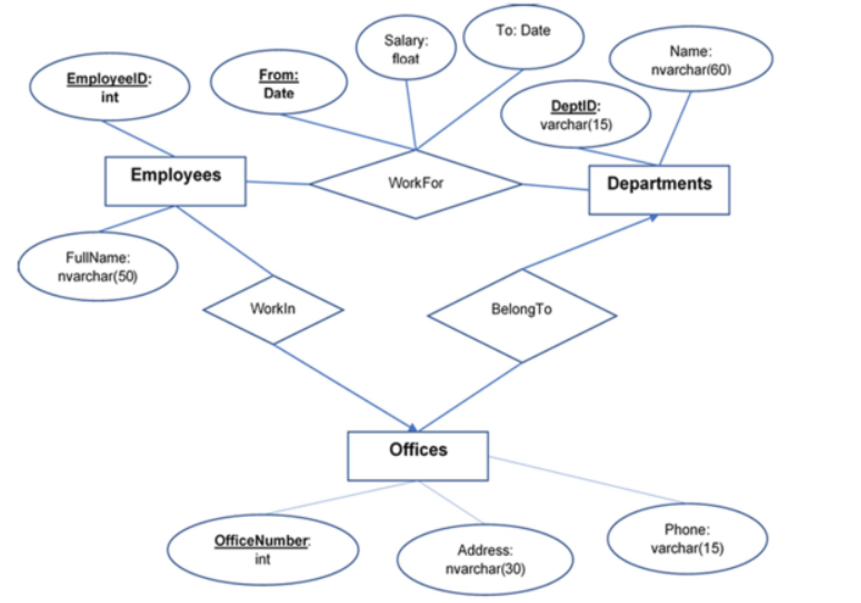 Salary:
float
To: Date
Name:
nvarchar(60)
EmployeeID:
int
From:
Date
DeptID:
varchar(15)
Employees
WorkFor
Departments
FullName:
nvarchar(50)
WorkIn
BelongTo
Offices
OfficeNumber:
int
Address:
nvarchar(30)
Phone:
varchar(15)